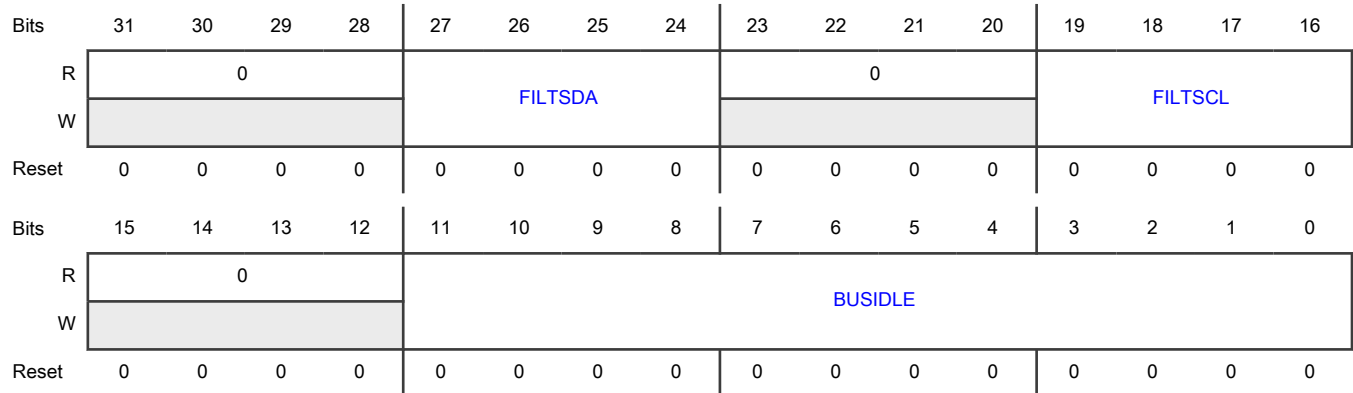 Bits 31 30 29 28 27 26 25 24 23 22 21 20 19 18 17 16
R 0 FILTSDA 0 FILTSCL
W
Reset 0 0 0 0 0 0 0 0 0 0 0 0 0 0 0 0
Bits 15 14 13 12 11 10 9 8 7 6 5 4 3 2 1 0
R 0 BUSIDLE
W
Reset 0 0 0 0 0 0 0 0 0 0 0 0 0 0 0 0